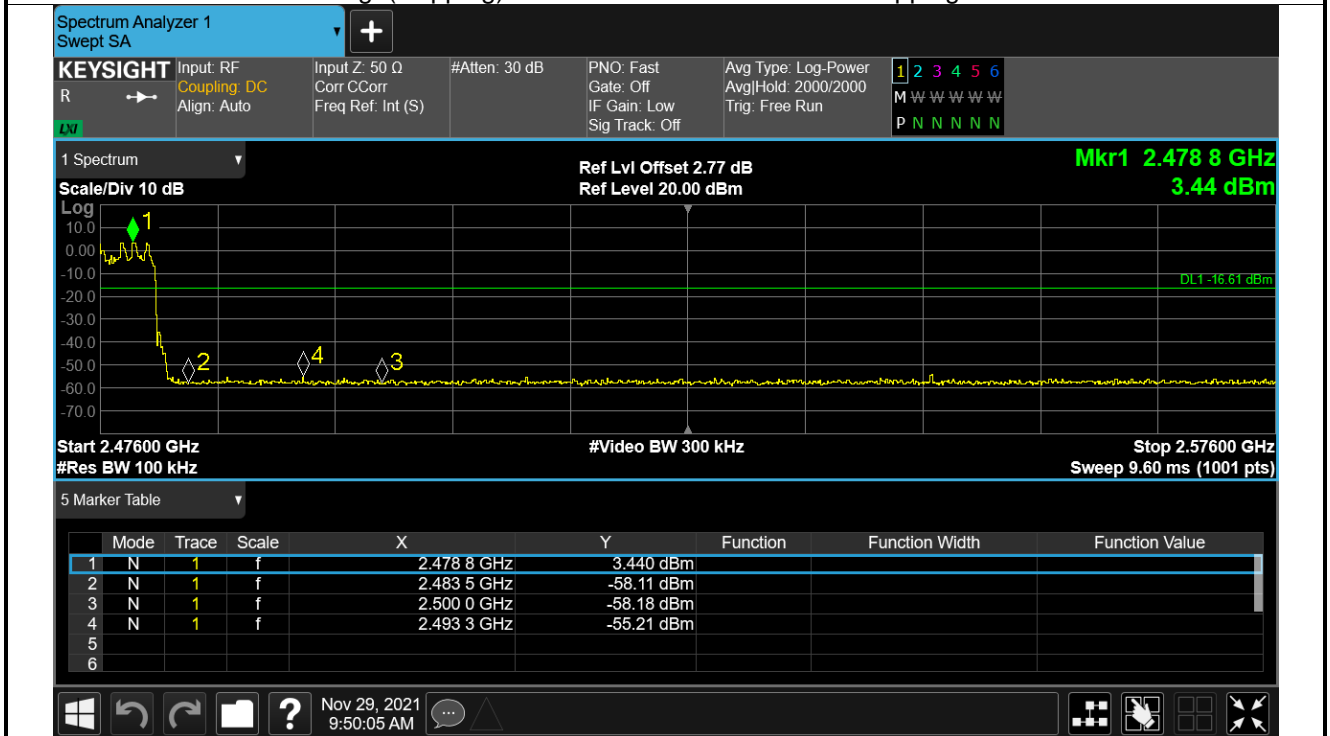 Spectrum Analyzer 1
Swept SA
+
KEYSIGHT Input: RF Input Z: 50 Ω #Atten: 30 dB PNO: Fast Avg Type: Log-Power 1 2 3 4 5 6
R Coupling: DC Corr CCorr Gate: Off Avg|Hold: 2000/2000 M W W W W W
Align: Auto Freq Ref: Int (S) IF Gain: Low Trig: Free Run
LXI Sig Track: Off P N N N N N
1 Spectrum Ref Lvl Offset 2.77 dB Mkr1 2.478 8 GHz
Scale/Div 10 dB Ref Level 20.00 dBm 3.44 dBm
Log
10.0 1
0.00
-10.0 DL1 -16.61 dBm
-20.0
-30.0
-40.0
-50.0 2 4 3
-60.0
-70.0
Start 2.47600 GHz #Video BW 300 kHz Stop 2.57600 GHz
#Res BW 100 kHz Sweep 9.60 ms (1001 pts)
5 Marker Table
Mode Trace Scale X Y Function Function Width Function Value
1 N 1 f 2.478 8 GHz 3.440 dBm
2 N 1 f 2.483 5 GHz -58.11 dBm
3 N 1 f 2.500 0 GHz -58.18 dBm
4 N 1 f 2.493 3 GHz -55.21 dBm
5
6
? Nov 29, 2021
9:50:05 AM